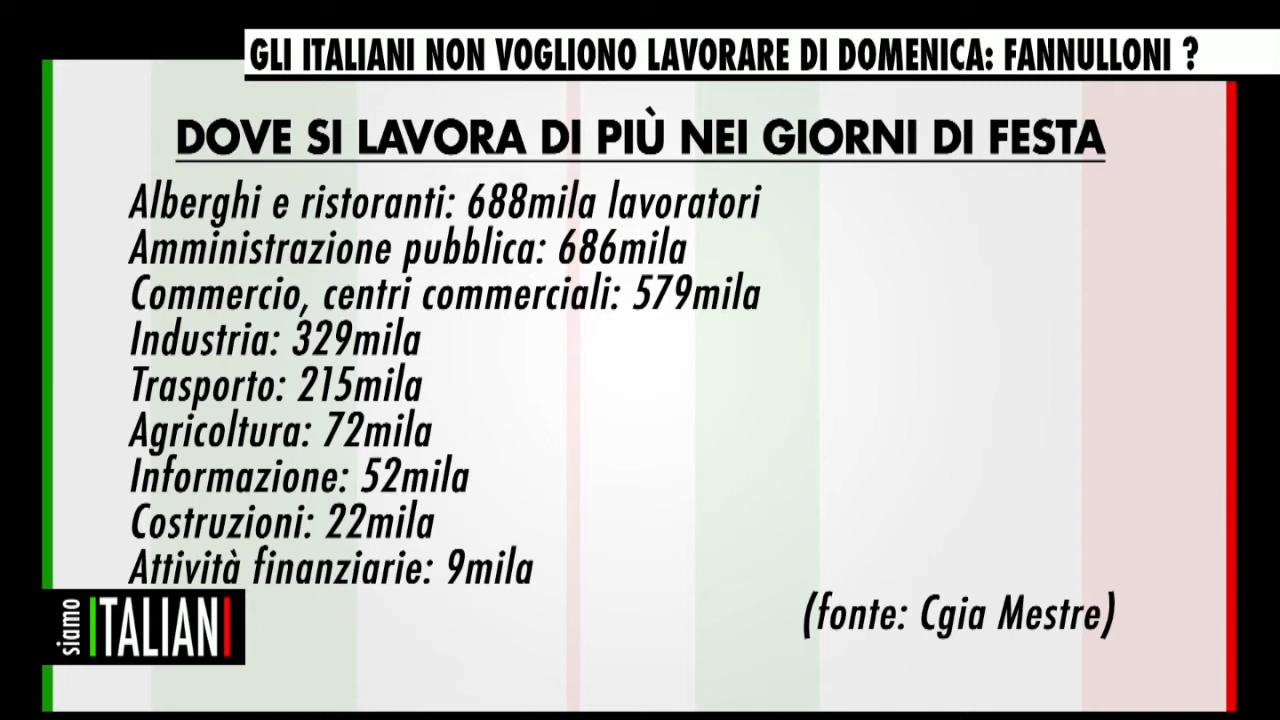 GLI ITALIANI NON VOGLIONO LAVORARE DI DOMENICA: FANNULLONI ?
DOVE SI LAVORA DI PIÙ NEI GIORNI DI FESTA
Alberghi e ristoranti: 688mila lavoratori
Amministrazione pubblica: 686mila
Commercio, centri commerciali: 579mila
Industria: 329mila
Trasporto: 215mila
Agricoltura: 72mila
Informazione: 52mila
Costruzioni: 22mila
Attività finanziarie: 9mila
(fonte: Cgia Mestre)
siamo ITALIANI